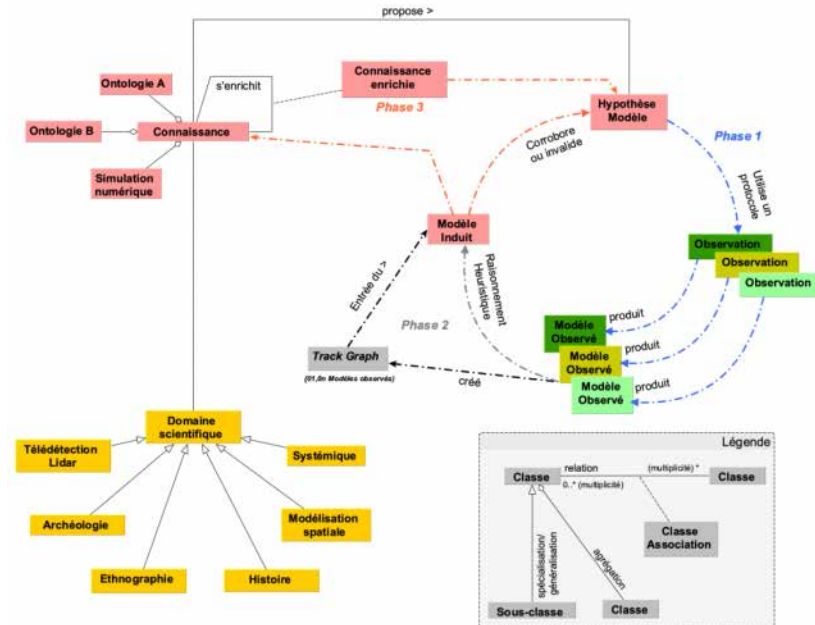 propose >
Ontologie A
s'enrichit
Connaissance
enrichie
Phase 3
Hypothèse
Modèle
Ontologie B
Connaissance
Phase 1
Corrobore
ou invalide
Simulation
numérique
Utilise un
protocole
Modèle
Induit
Observation
Observation
Observation
Entrée du >
Raisonnement
Heuristique
Phase 2
produit
Modèle
Observé
produit
Modèle
Observé
produit
Modèle
Observé
Track Graph
(01,0n Modèles observés)
créé
Domaine
scientifique
Télédétection
Lidar
Systémique
Archéologie
Modélisation
spatiale
Ethnographie
Histoire
Légende
Classe
relation
0..* (multiplicité)
(multiplicité) *
Classe
Classe
Association
spécialisation/
généralisation
agrégation
Sous-classe
Classe